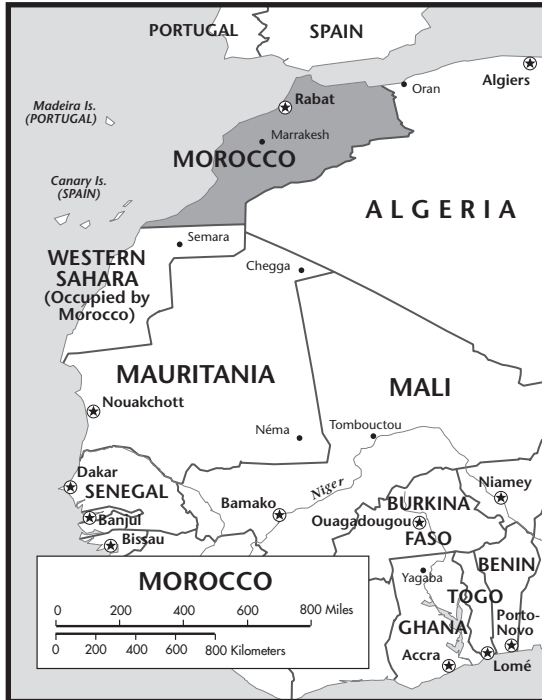 PORTUGAL
SPAIN
Algiers
Oran
Rabat
Madeira Is.
(PORTUGAL)
Marrakesh
MOROCCO
Canary Is.
(SPAIN)
ALGERIA
Semara
WESTERN
SAHARA
(Occupied by
Morocco)
Chegga
MAURITANIA
MALI
Nouakchott
Néma
Tombouctou
Dakar
SENEGAL
Niger
Niamey
Bamako
BURKINA
Banjul
Ouagadougou
Bissau
FASO
BENIN
Yagaba
TOGO
Porto-
Novo
GHANA
Accra
Lomé
MOROCCO
0 200 400 600 800 Miles
0 200 400 600 800 Kilometers